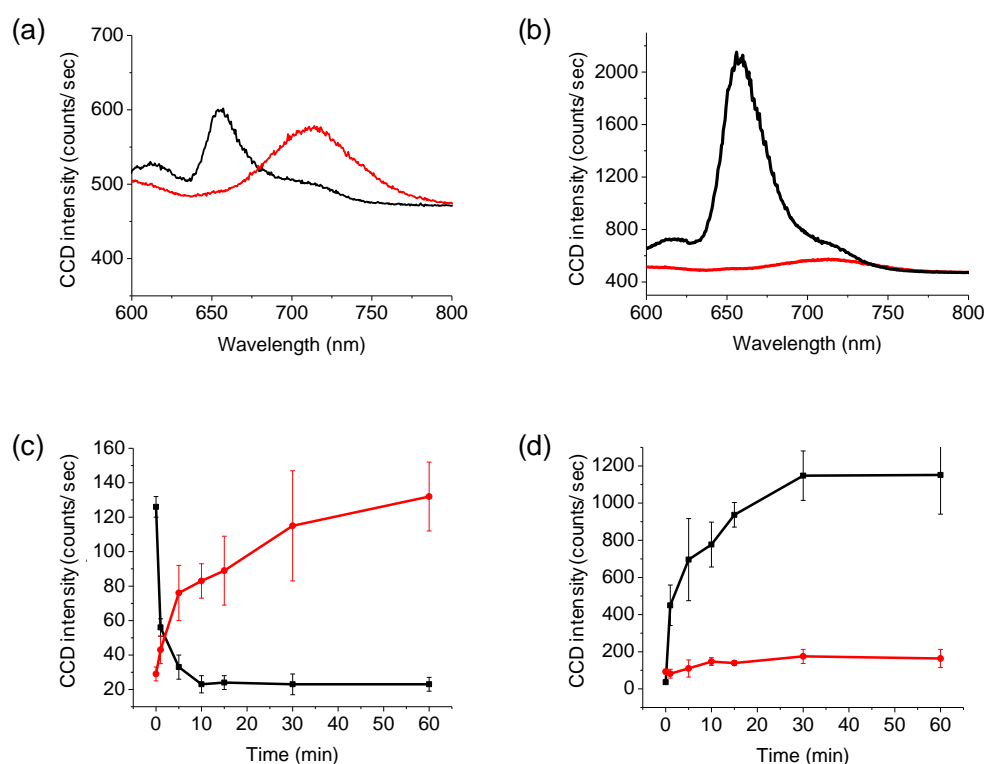 (a)
700
600
500
400
CCD intensity (counts/ sec)
600 650 700 750 800
Wavelength (nm)
(b)
2000
1600
1200
800
400
CCD intensity (counts/ sec)
600 650 700 750 800
Wavelength (nm)
(c)
160
140
120
100
80
60
40
20
CCD intensity (counts/ sec)
0 10 20 30 40 50 60
Time (min)
(d)
1200
1000
800
600
400
200
0
CCD intensity (counts/ sec)
0 10 20 30 40 50 60
Time (min)